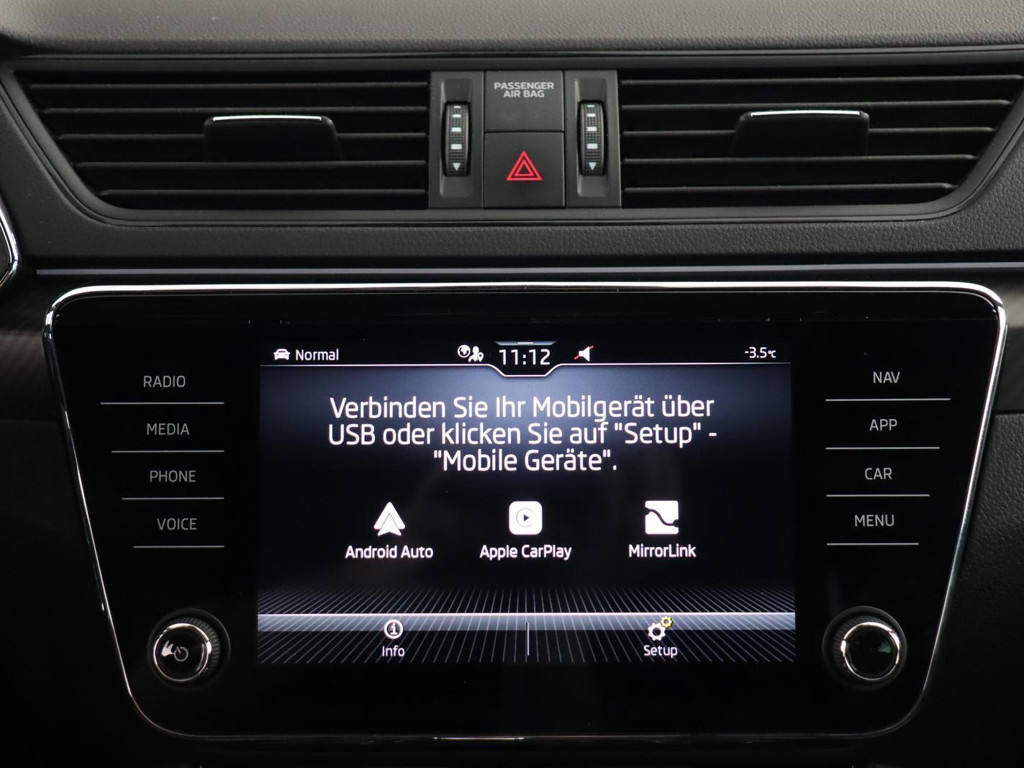 PASSENGER
AIR BAG
Normal
11:12
-3.5°C
RADIO
MEDIA
PHONE
VOICE
NAV
APP
CAR
MENU
Verbinden Sie Ihr Mobilgerät über
USB oder klicken Sie auf "Setup" -
"Mobile Geräte".
Android Auto
Apple CarPlay
MirrorLink
Info
Setup